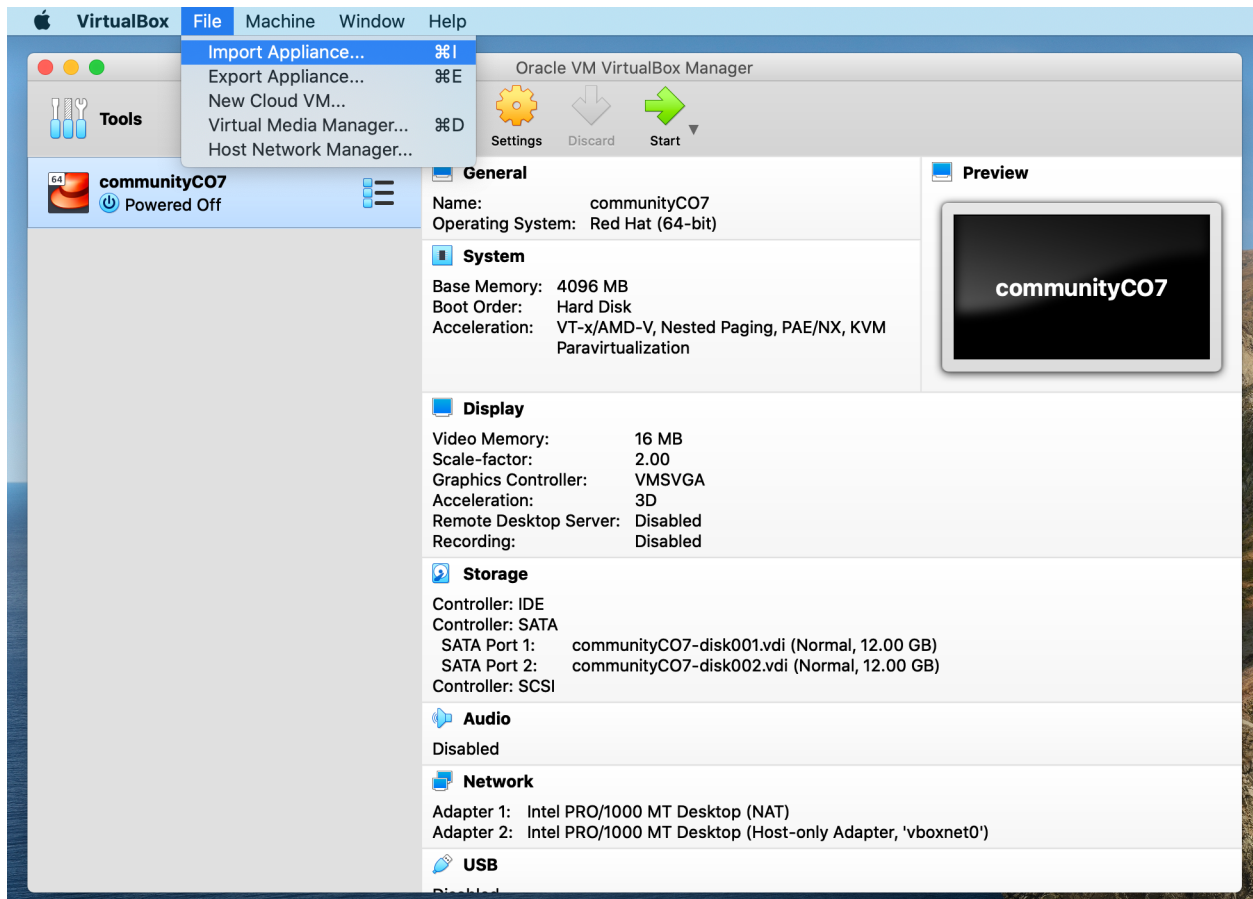 VirtualBox File Machine Window Help
Import Appliance... ⌘I
Export Appliance... ⌘E
New Cloud VM...
Virtual Media Manager... ⌘D
Host Network Manager...
Oracle VM VirtualBox Manager
Tools
Settings Discard Start
64
communityCO7
Powered Off
General
Name: communityCO7
Operating System: Red Hat (64-bit)
System
Base Memory: 4096 MB
Boot Order: Hard Disk
Acceleration: VT-x/AMD-V, Nested Paging, PAE/NX, KVM
Paravirtualization
Preview
communityCO7
Display
Video Memory: 16 MB
Scale-factor: 2.00
Graphics Controller: VMSVGA
Acceleration: 3D
Remote Desktop Server: Disabled
Recording: Disabled
Storage
Controller: IDE
Controller: SATA
SATA Port 1: communityCO7-disk001.vdi (Normal, 12.00 GB)
SATA Port 2: communityCO7-disk002.vdi (Normal, 12.00 GB)
Controller: SCSI
Audio
Disabled
Network
Adapter 1: Intel PRO/1000 MT Desktop (NAT)
Adapter 2: Intel PRO/1000 MT Desktop (Host-only Adapter, 'vboxnet0')
USB
Disabled